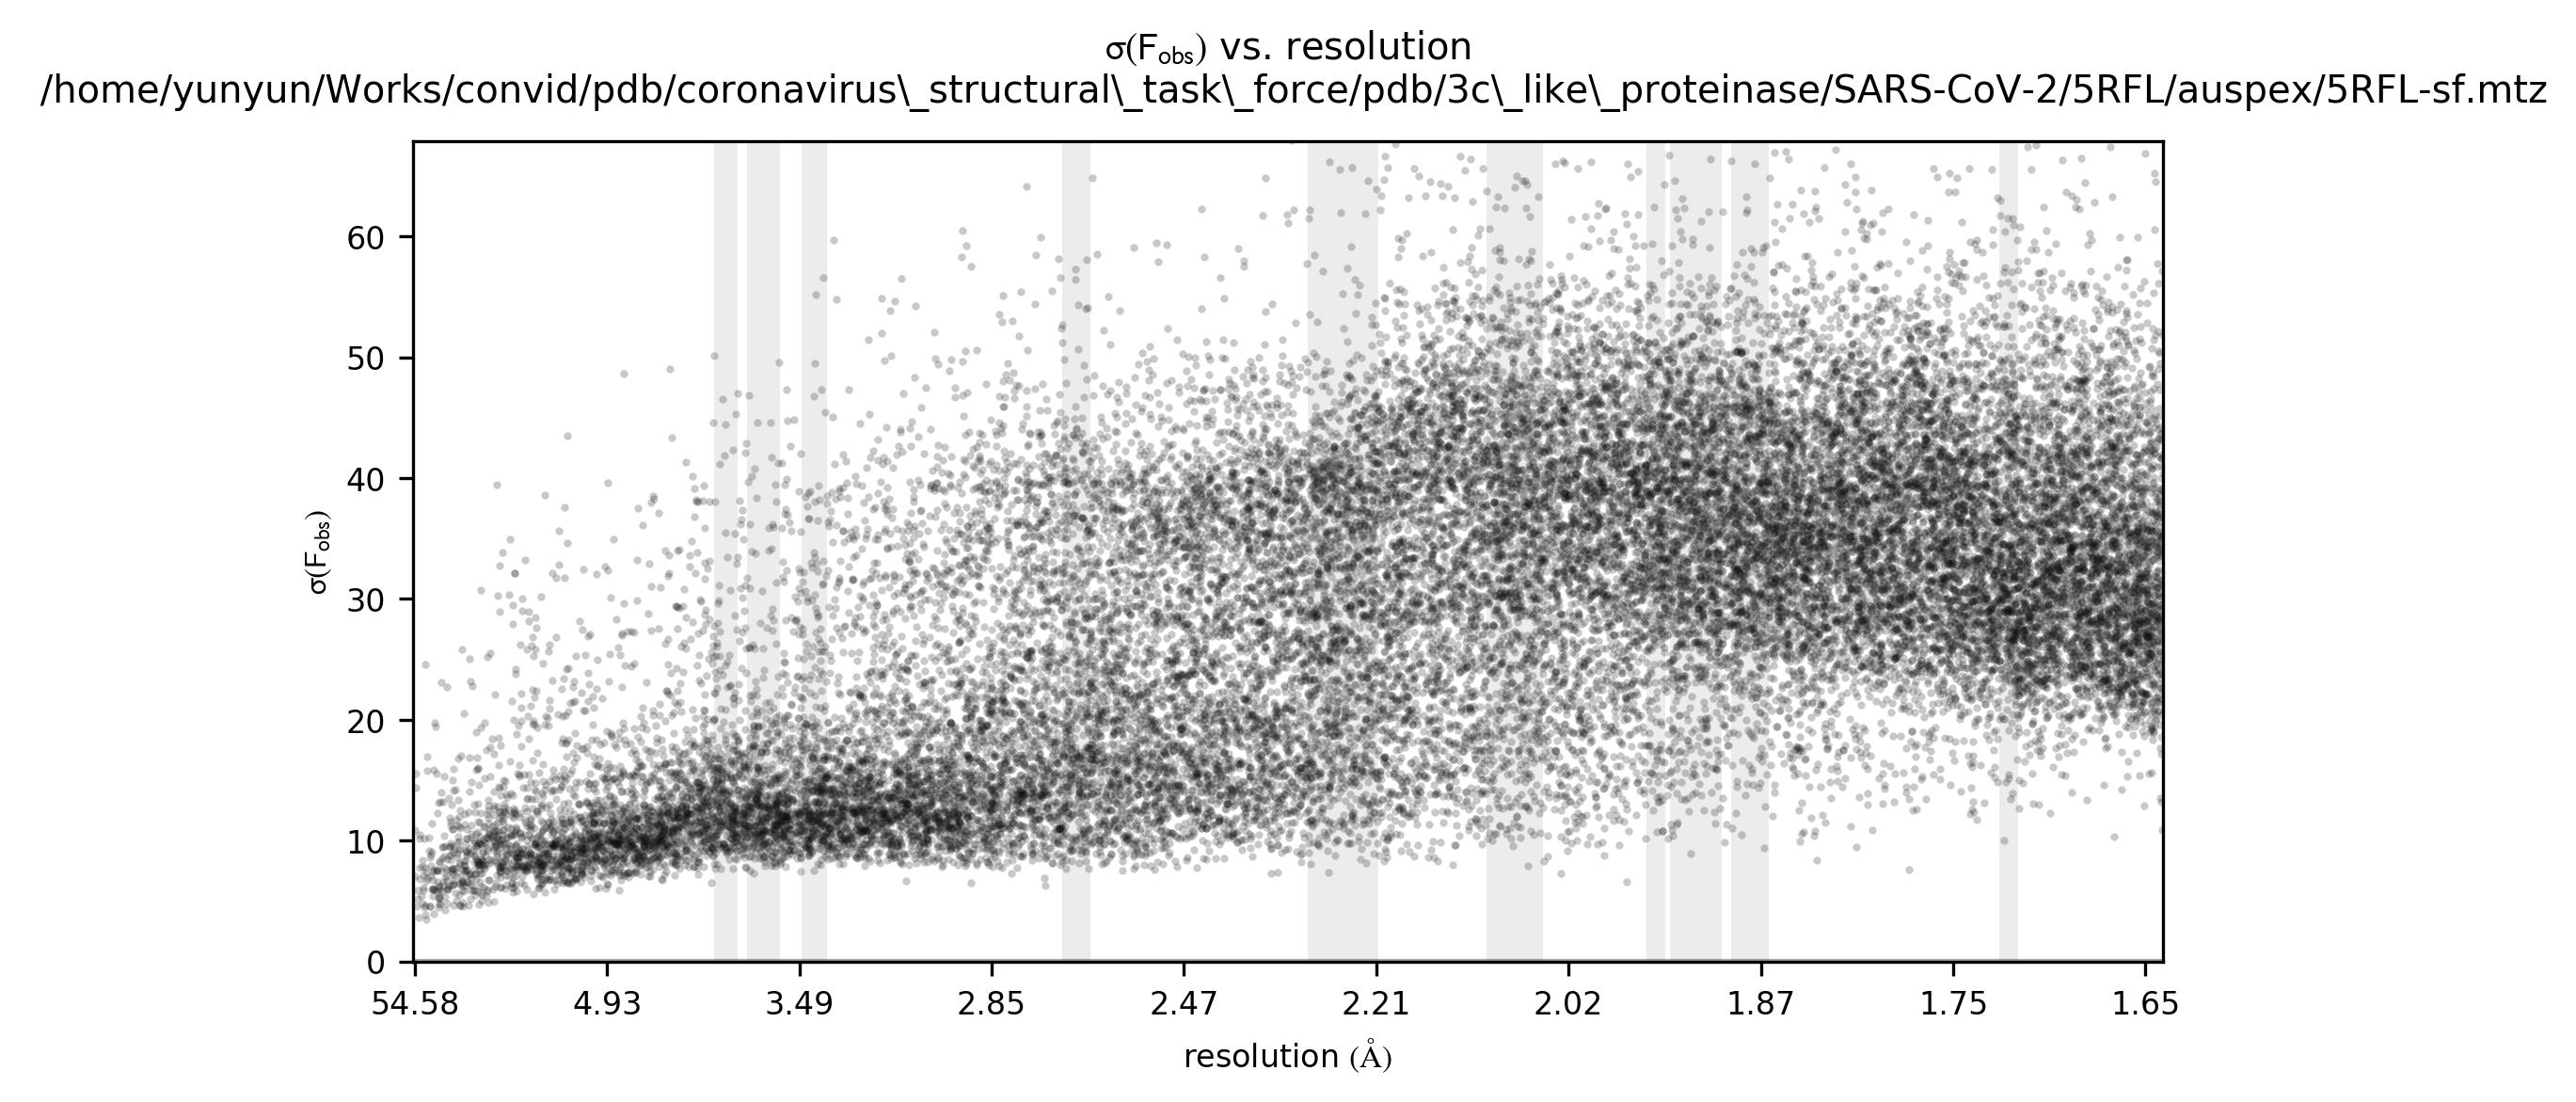 σ(Fobs) vs. resolution
/home/yunyun/Works/convid/pdb/coronavirus\_structural\_task\_force/pdb/3c\_like\_proteinase/SARS-CoV-2/5RFL/auspex/5RFL-sf.mtz
σ(Fobs)
60
50
40
30
20
10
0
54.58 4.93 3.49 2.85 2.47 2.21 2.02 1.87 1.75 1.65
resolution (Å)